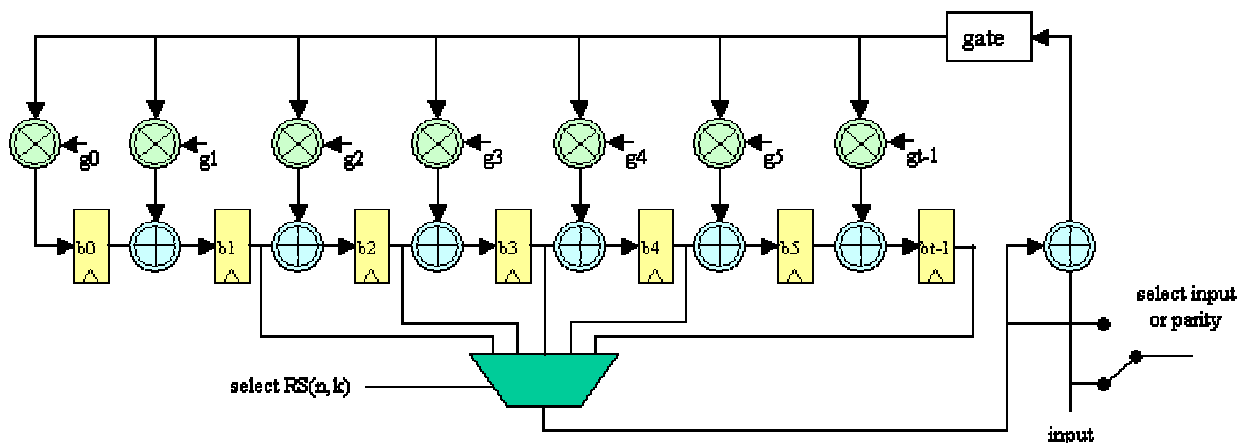 gate
g0
g1
g2
g3
g4
g5
gt-1
b0
b1
b2
b3
b4
b5
bt-1
select input
or parity
select RS(n,k)
input